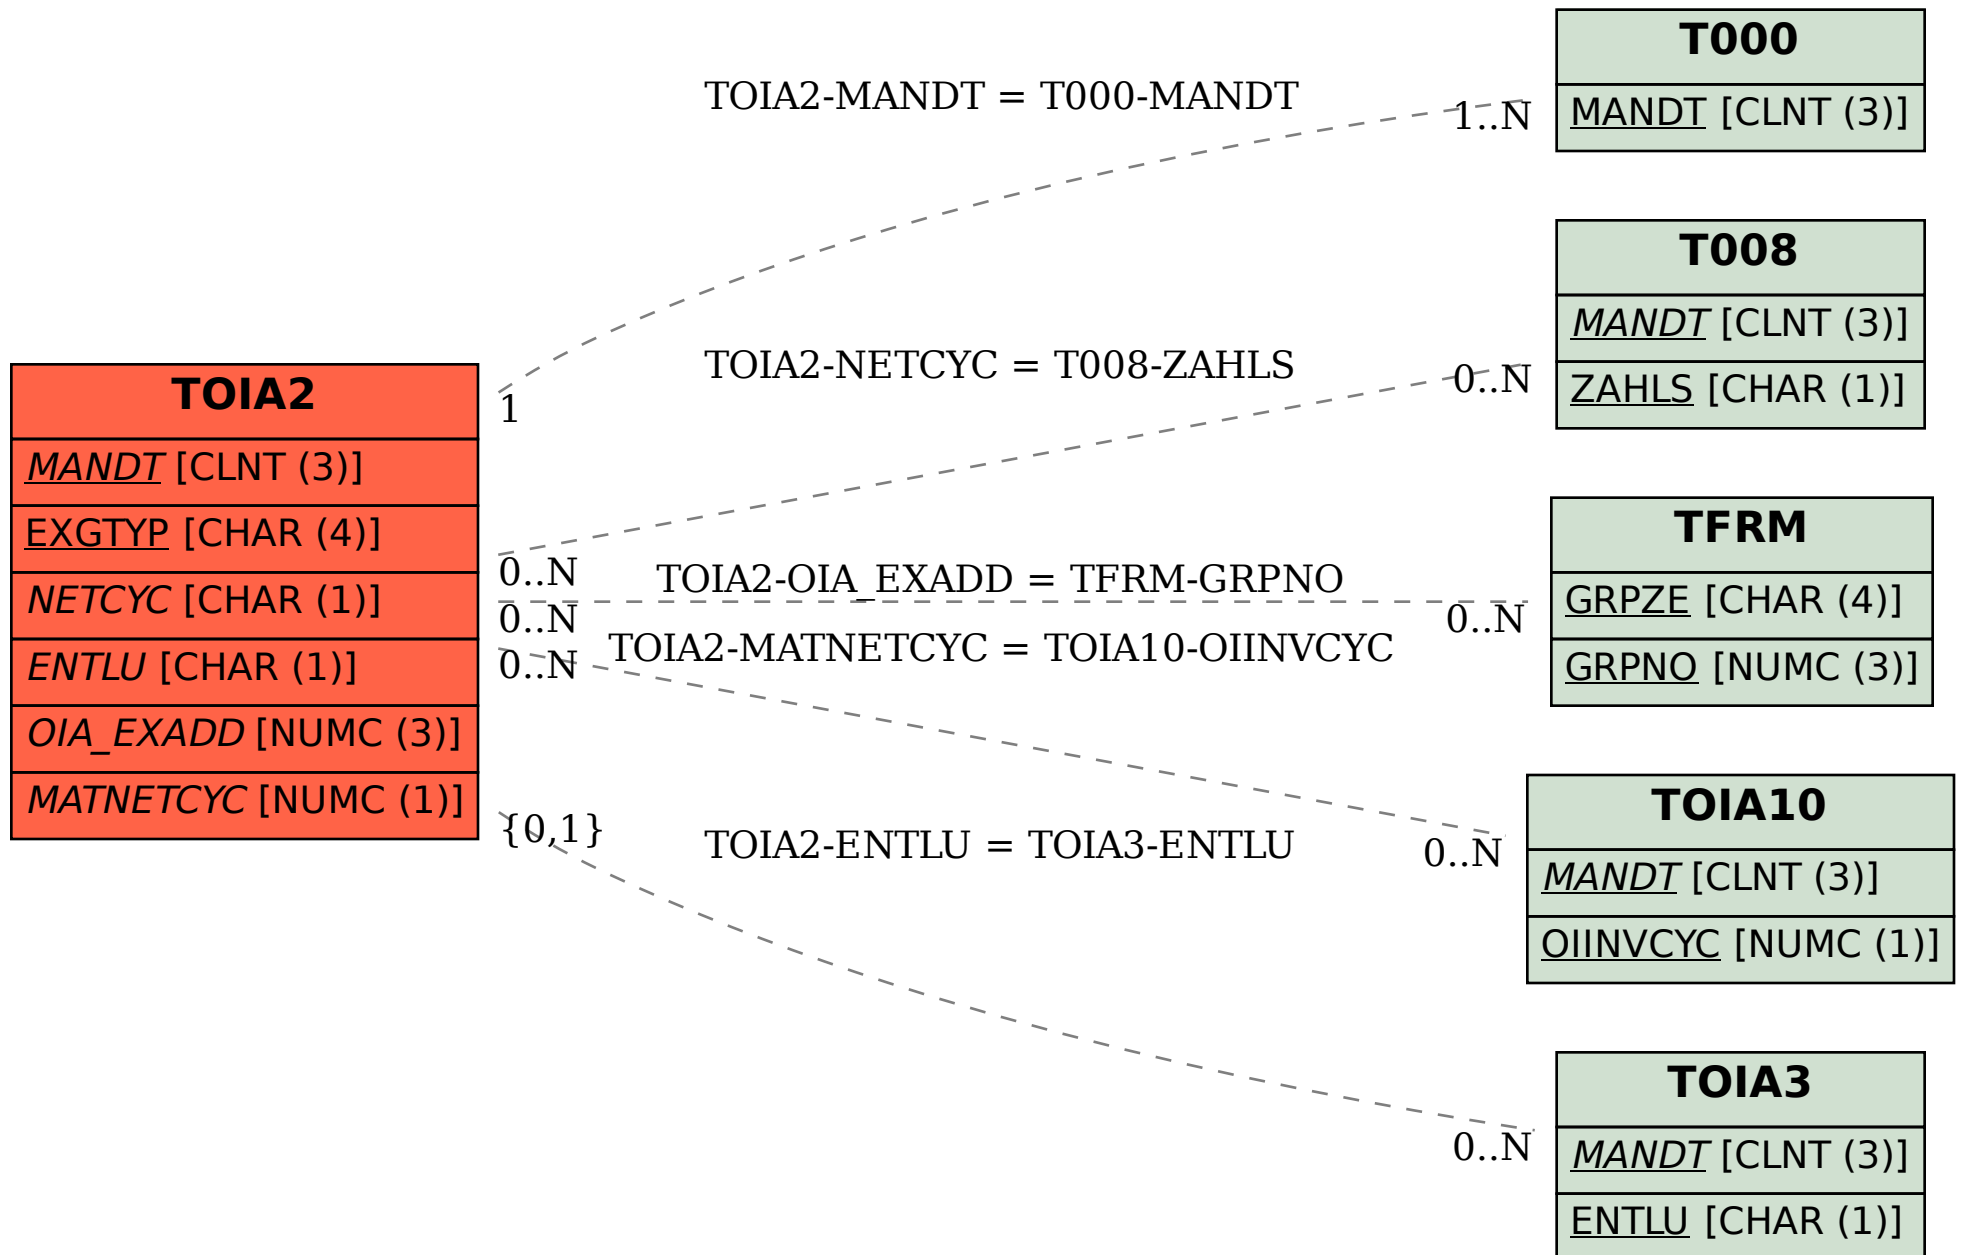 TOIA2
MANDT [CLNT (3)]
EXGTYP [CHAR (4)]
NETCYC [CHAR (1)]
ENTLU [CHAR (1)]
OIA_EXADD [NUMC (3)]
MATNETCYC [NUMC (1)]
TOIA2-MANDT = T000-MANDT
1
1..N
TOIA2-NETCYC = T008-ZAHLS
0..N
0..N
TOIA2-OIA_EXADD = TFRM-GRPNO
0..N
0..N
TOIA2-MATNETCYC = TOIA10-OIINVCYC
0..N
0..N
TOIA2-ENTLU = TOIA3-ENTLU
{0,1}
0..N
T000
MANDT [CLNT (3)]
T008
MANDT [CLNT (3)]
ZAHLS [CHAR (1)]
TFRM
GRPZE [CHAR (4)]
GRPNO [NUMC (3)]
TOIA10
MANDT [CLNT (3)]
OIINVCYC [NUMC (1)]
TOIA3
MANDT [CLNT (3)]
ENTLU [CHAR (1)]